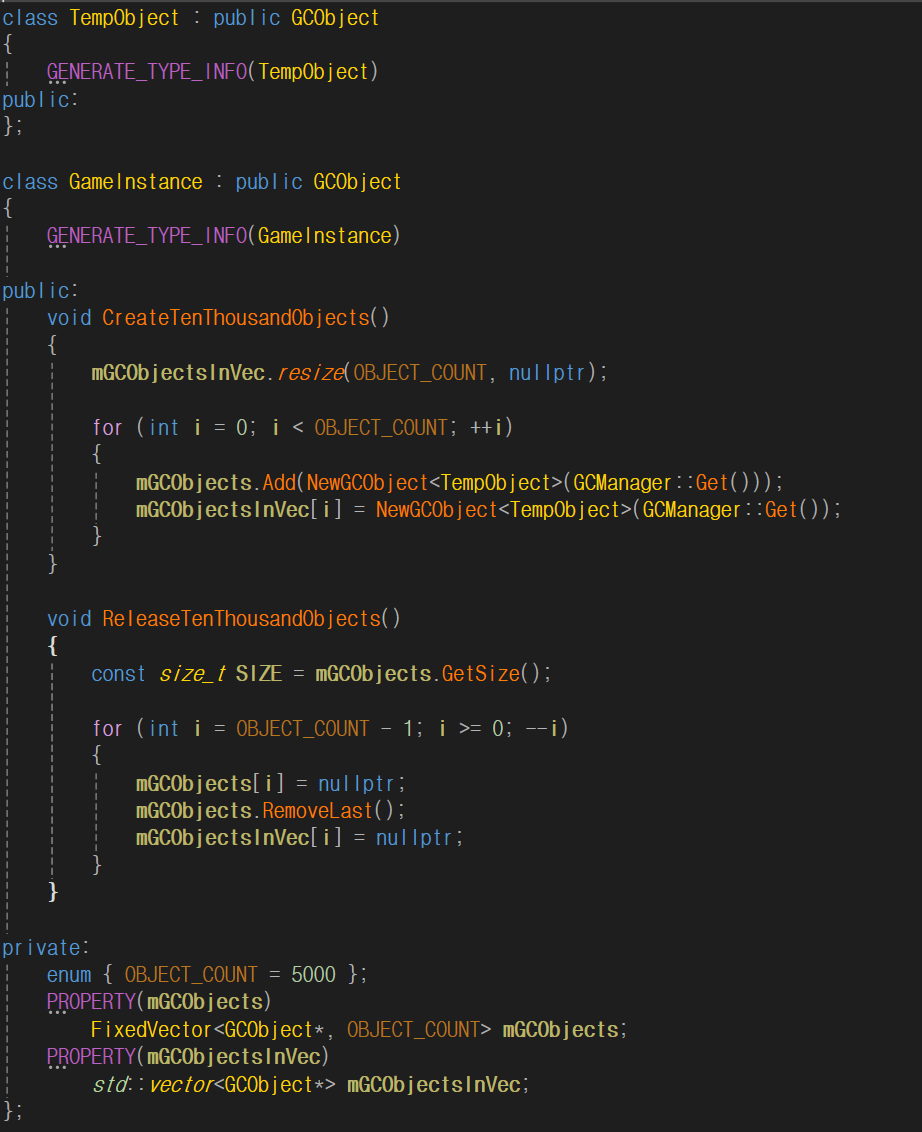 class TempObject : public GCObject
{
    GENERATE_TYPE_INFO(TempObject)
public:
};

class GameInstance : public GCObject
{
    GENERATE_TYPE_INFO(GameInstance)

public:
    void CreateTenThousandObjects()
    {
        mGCObjectsInVec.resize(OBJECT_COUNT, nullptr);

        for (int i = 0; i < OBJECT_COUNT; ++i)
        {
            mGCObjects.Add(NewGCObject<TempObject>(GCManager::Get()));
            mGCObjectsInVec[i] = NewGCObject<TempObject>(GCManager::Get());
        }
    }

    void ReleaseTenThousandObjects()
    {
        const size_t SIZE = mGCObjects.GetSize();

        for (int i = OBJECT_COUNT - 1; i >= 0; --i)
        {
            mGCObjects[i] = nullptr;
            mGCObjects.RemoveLast();
            mGCObjectsInVec[i] = nullptr;
        }
    }

private:
    enum { OBJECT_COUNT = 5000 };
    PROPERTY(mGCObjects)
        FixedVector<GCObject*, OBJECT_COUNT> mGCObjects;
    PROPERTY(mGCObjectsInVec)
        std::vector<GCObject*> mGCObjectsInVec;
};